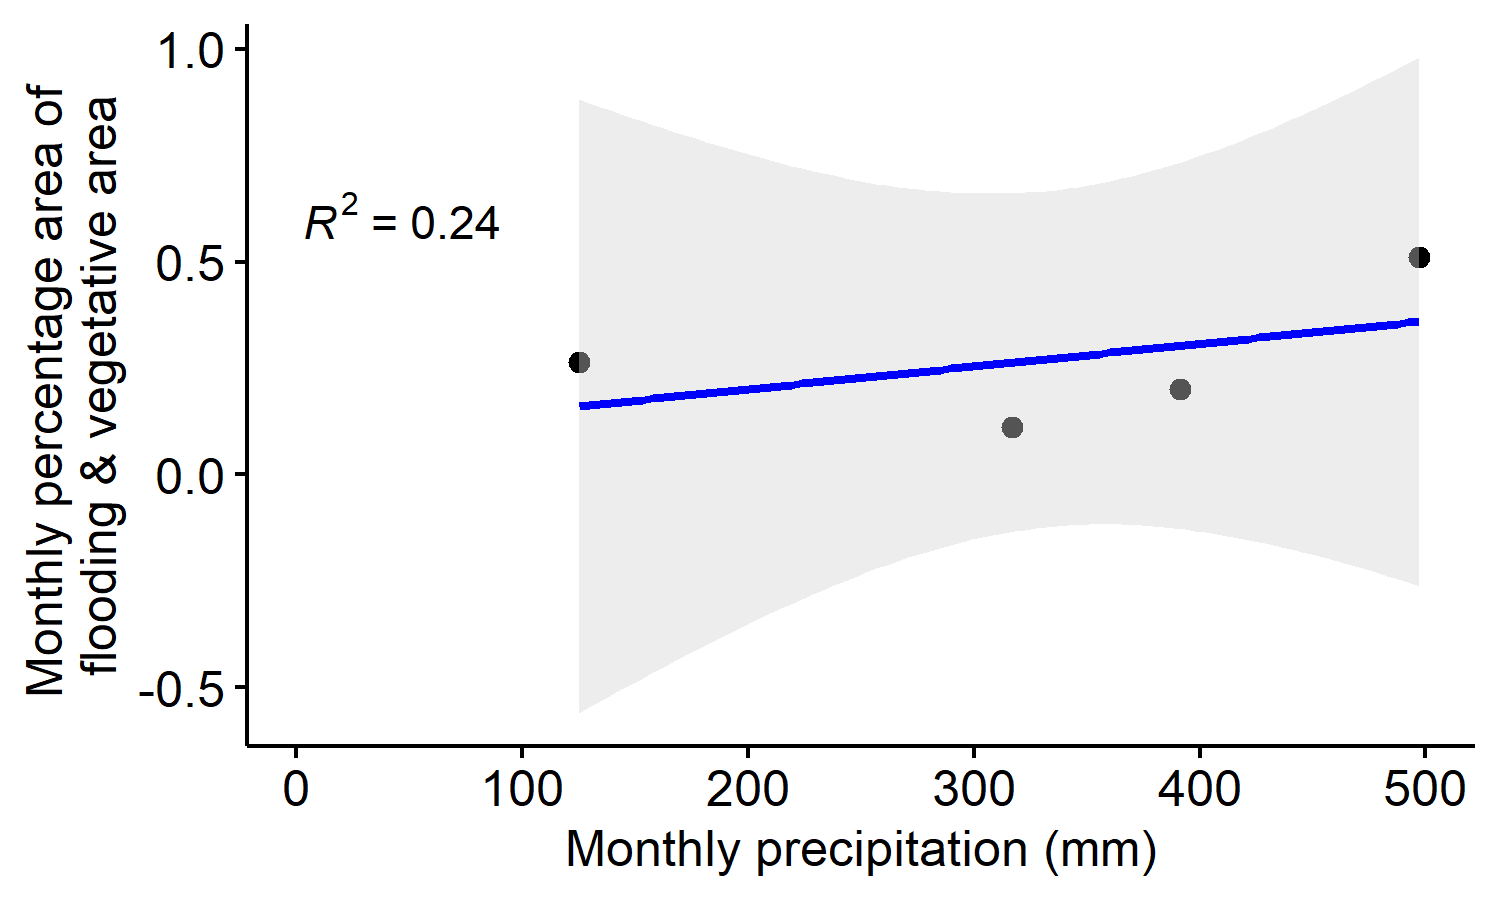 Monthly percentage area of
flooding & vegetative area
1.0
0.5
0.0
-0.5
R² = 0.24
0 100 200 300 400 500
Monthly precipitation (mm)